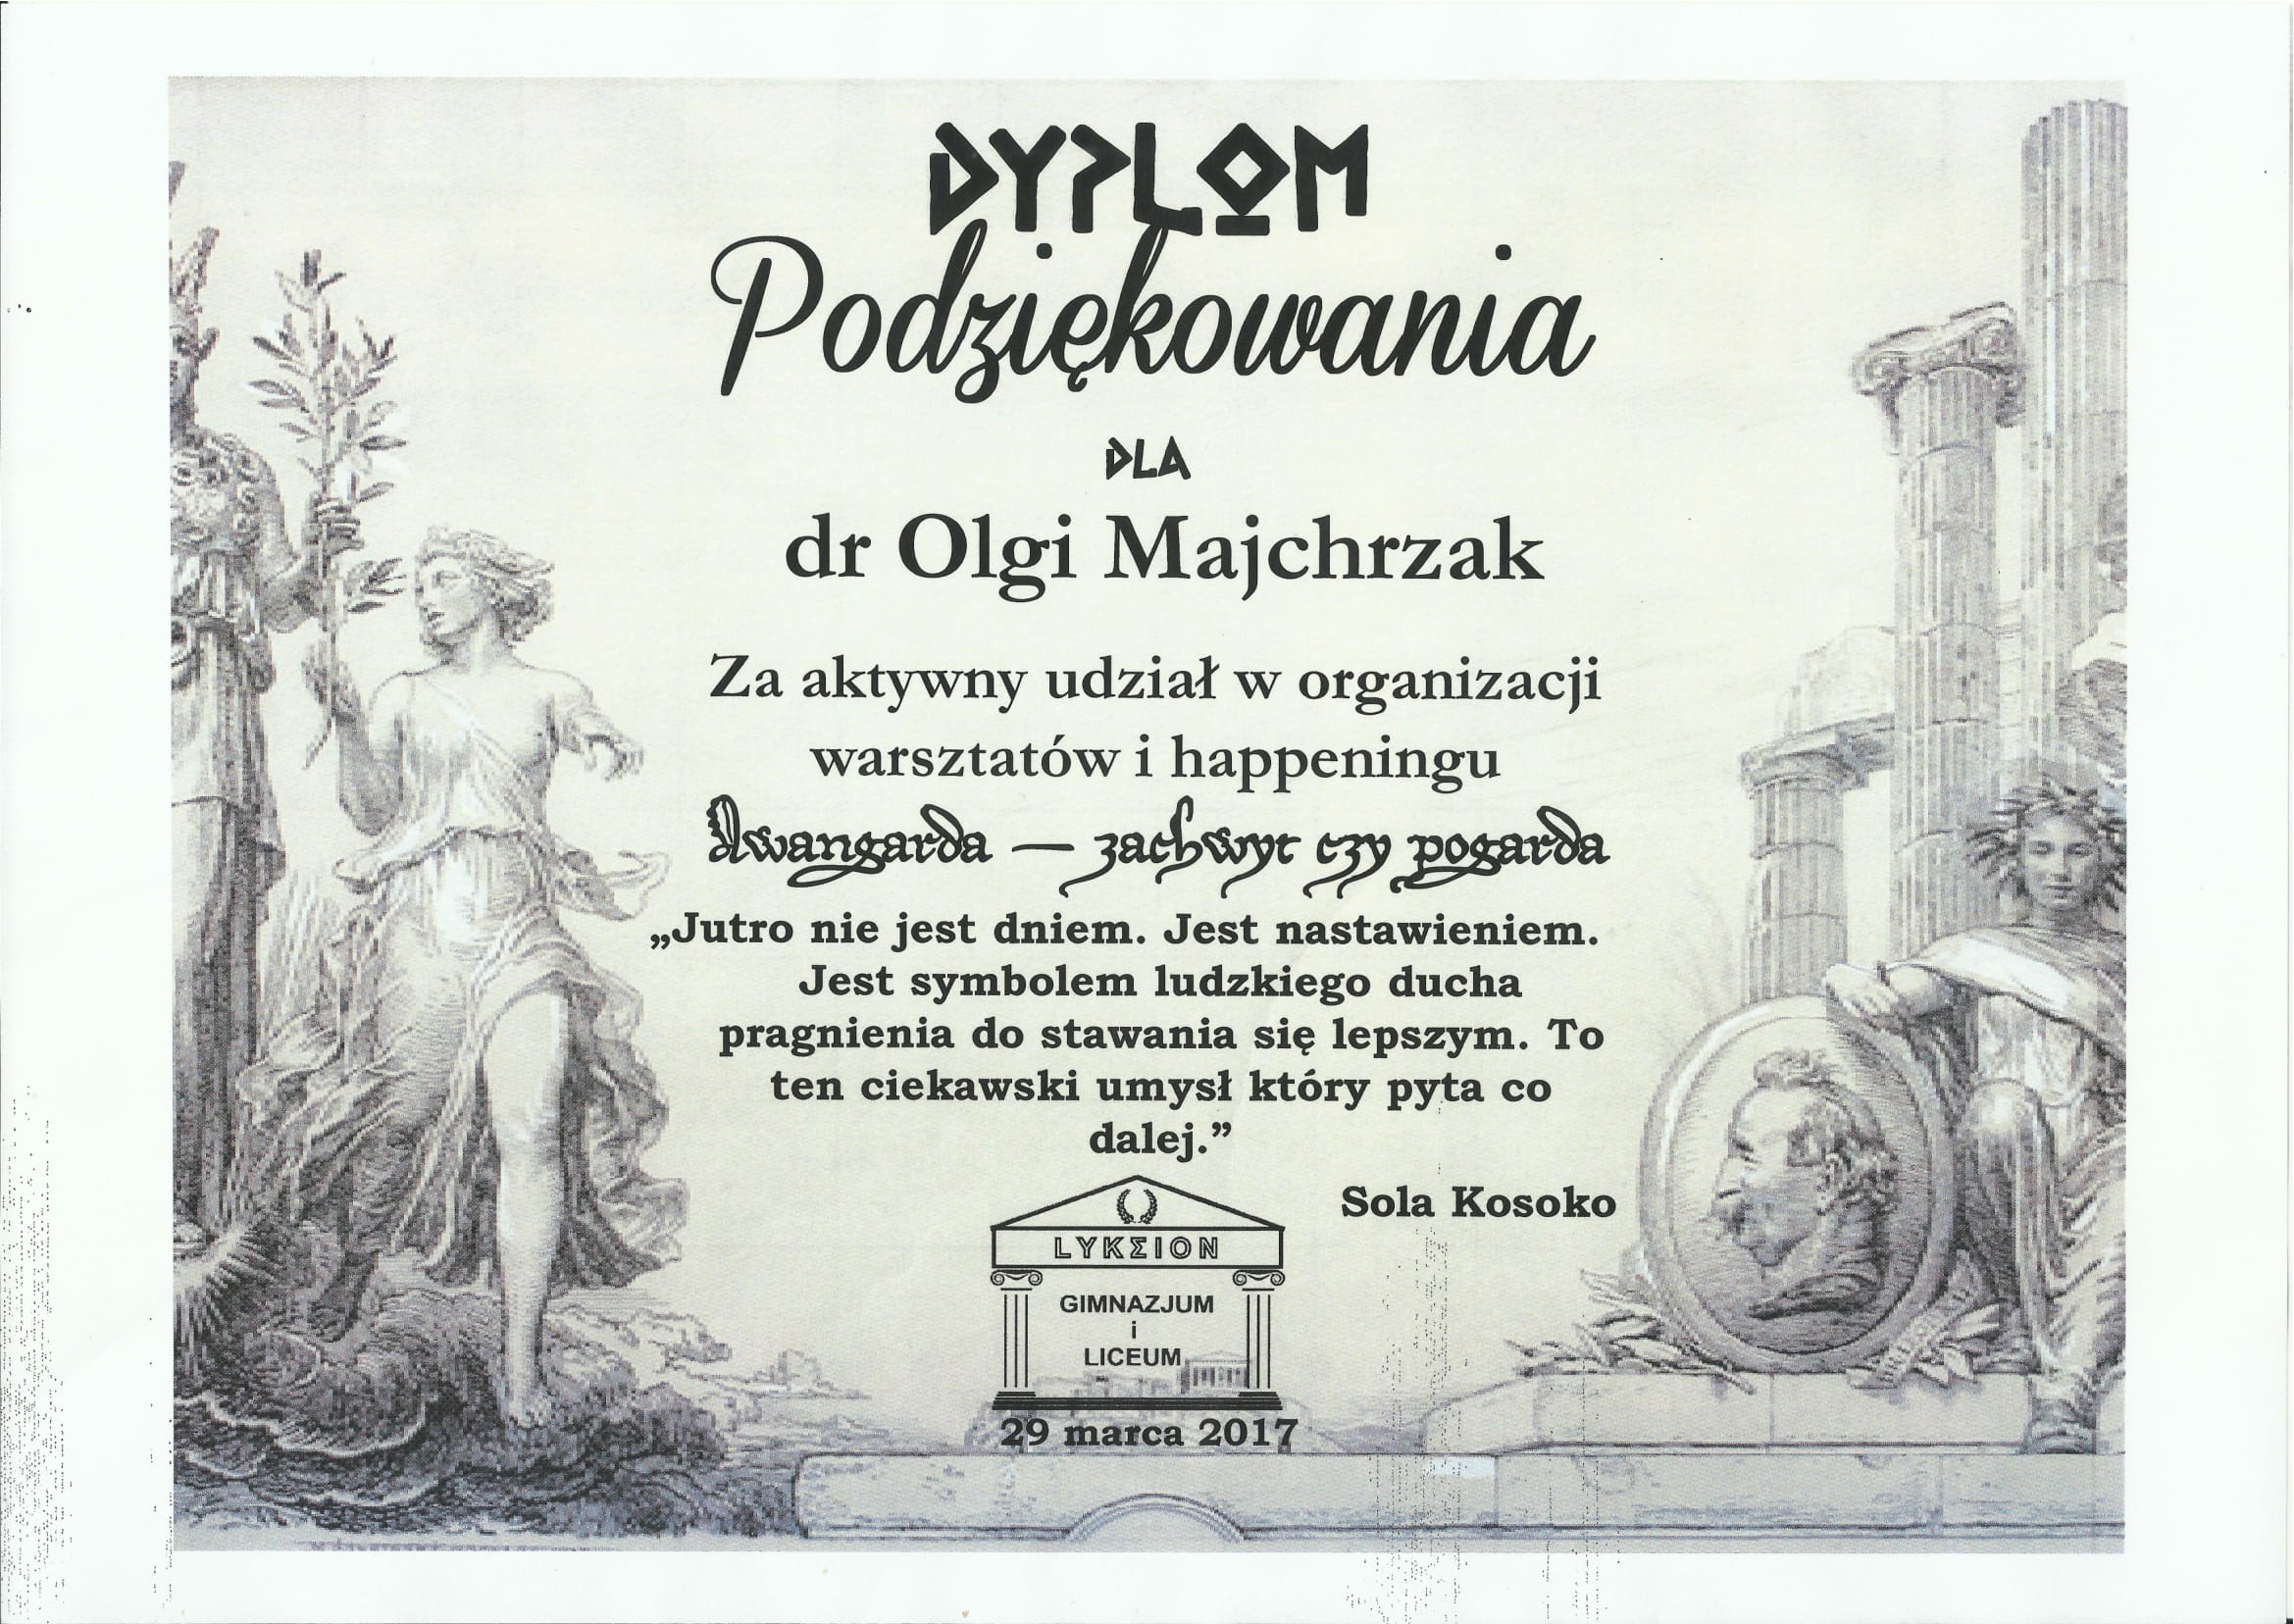 DYPLOM
Podziękowania
DLA
dr Olgi Majchrzak
Za aktywny udział w organizacji
warsztatów i happeningu
Awangarda — zachwyt czy pogarda
„Jutro nie jest dniem. Jest nastawieniem.
Jest symbolem ludzkiego ducha
pragnienia do stawania się lepszym. To
ten ciekawski umysł który pyta co
dalej.”
Sola Kosoko
LYKΣION
GIMNAZJUM
i
LICEUM
29 marca 2017